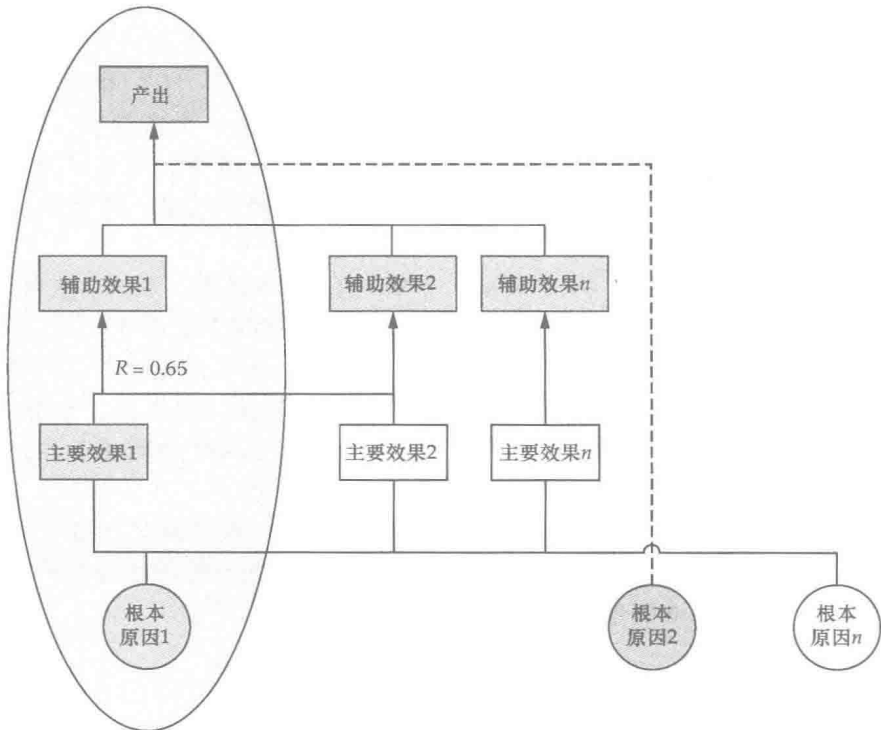 产出
辅助效果1
辅助效果2
辅助效果n
R = 0.65
主要效果1
主要效果2
主要效果n
根本
原因1
根本
原因2
根本
原因n